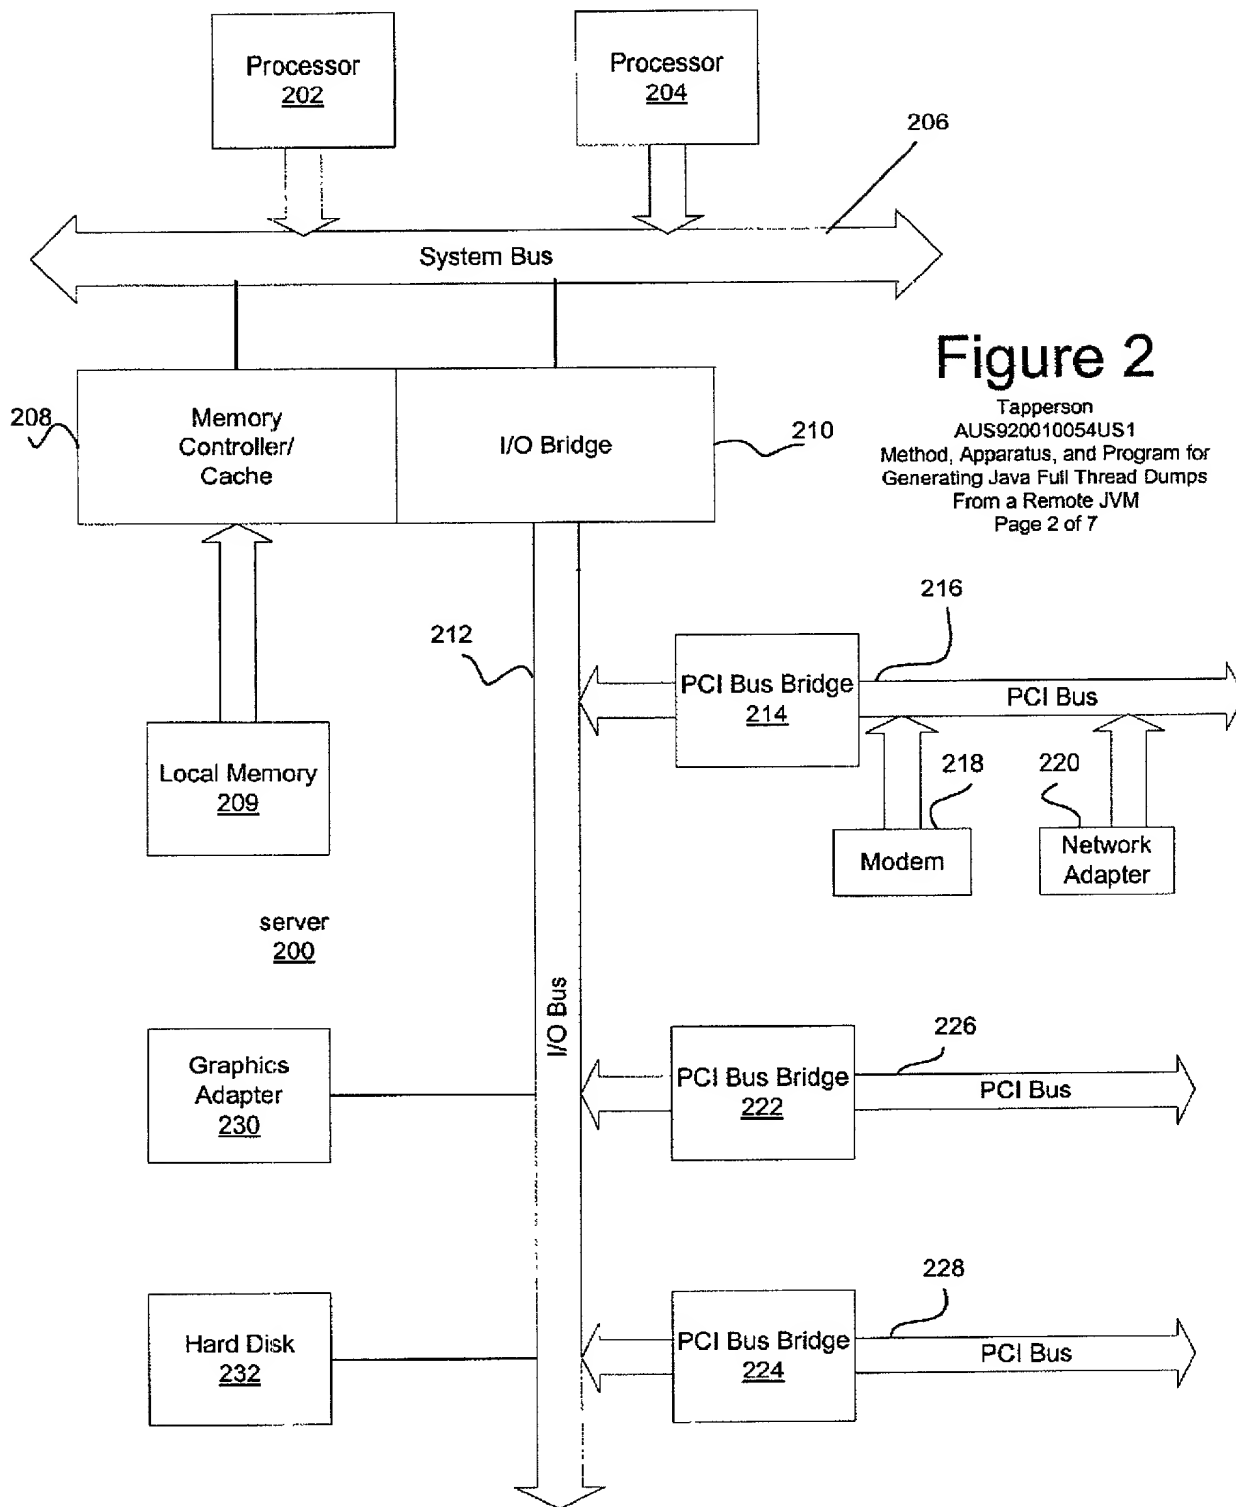 Processor
202
Processor
204
206
System Bus
Figure 2
Tapperson
AUS920010054US1
Method, Apparatus, and Program for
Generating Java Full Thread Dumps
From a Remote JVM
Page 2 of 7
208
Memory
Controller/
Cache
I/O Bridge
210
216
212
PCI Bus Bridge
214
PCI Bus
Local Memory
209
218
220
Modem
Network
Adapter
server
200
I/O Bus
Graphics
Adapter
230
PCI Bus Bridge
222
226
PCI Bus
Hard Disk
232
PCI Bus Bridge
224
228
PCI Bus